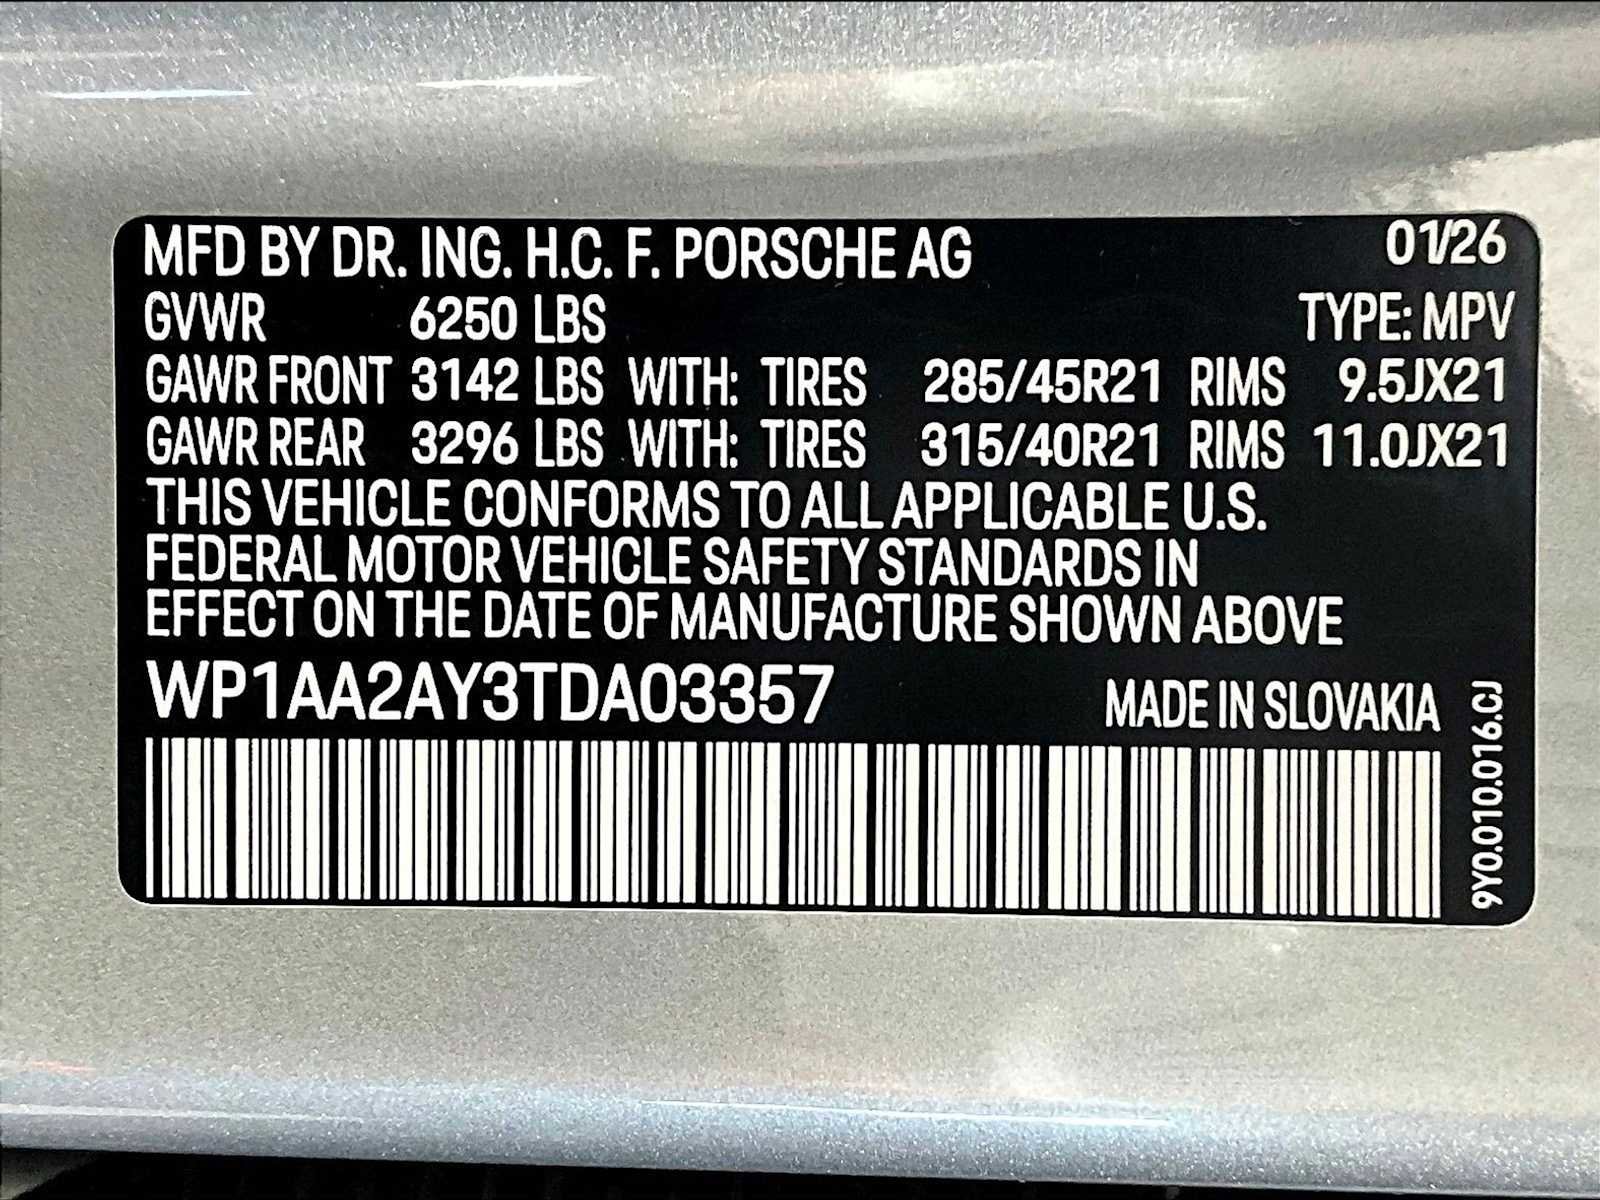 MFD BY DR. ING. H.C. F. PORSCHE AG 01/26
GVWR 6250 LBS TYPE: MPV
GAWR FRONT 3142 LBS WITH: TIRES 285/45R21 RIMS 9.5JX21
GAWR REAR 3296 LBS WITH: TIRES 315/40R21 RIMS 11.0JX21
THIS VEHICLE CONFORMS TO ALL APPLICABLE U.S.
FEDERAL MOTOR VEHICLE SAFETY STANDARDS IN
EFFECT ON THE DATE OF MANUFACTURE SHOWN ABOVE
WP1AA2AY3TDA03357 MADE IN SLOVAKIA
9Y0.010.016.CJ